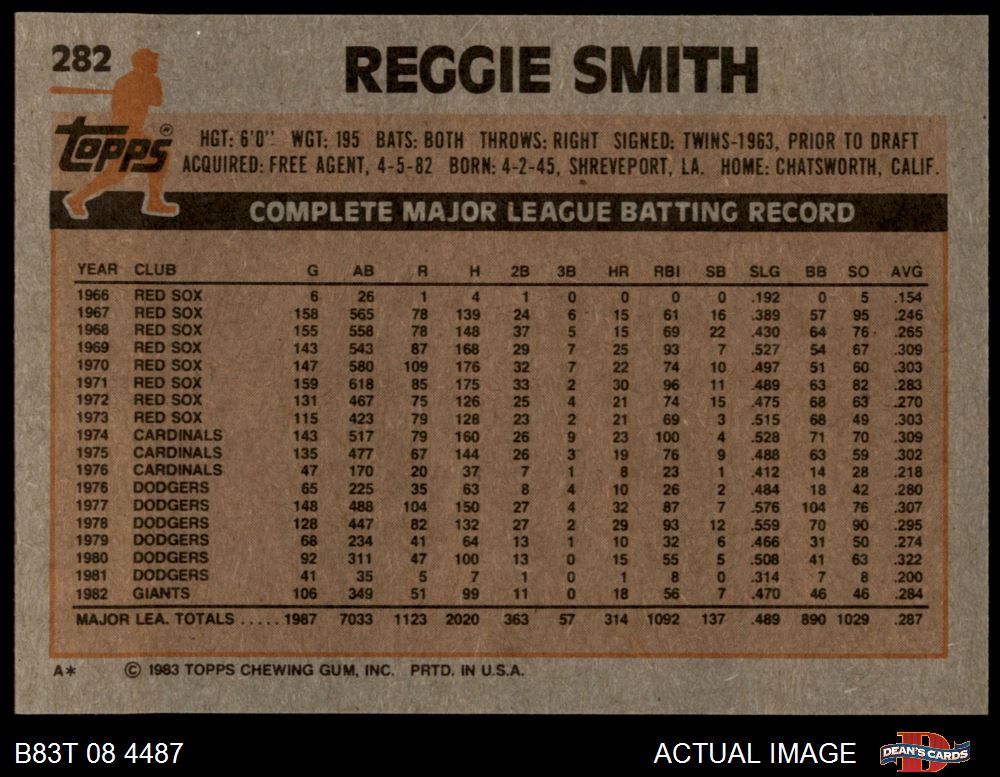 282 REGGIE SMITH
topps®
HGT: 6'0" WGT: 195 BATS: BOTH THROWS: RIGHT SIGNED: TWINS-1963, PRIOR TO DRAFT
ACQUIRED: FREE AGENT, 4-5-82 BORN: 4-2-45, SHREVEPORT, LA. HOME: CHATSWORTH, CALIF.
COMPLETE MAJOR LEAGUE BATTING RECORD
YEAR CLUB G AB R H 2B 3B HR RBI SB SLG BB SO AVG
1966 RED SOX 6 26 1 4 1 0 0 0 0 .192 0 5 .154
1967 RED SOX 158 565 78 139 24 6 15 61 16 .389 57 95 .246
1968 RED SOX 155 558 78 148 37 5 15 69 22 .430 64 76 .265
1969 RED SOX 143 543 87 168 29 7 25 93 7 .527 54 67 .309
1970 RED SOX 147 580 109 176 32 7 22 74 10 .497 51 60 .303
1971 RED SOX 159 618 85 175 33 2 30 96 11 .489 63 82 .283
1972 RED SOX 131 467 75 126 25 4 21 74 15 .475 68 63 .270
1973 RED SOX 115 423 79 128 23 2 21 69 3 .515 68 49 .303
1974 CARDINALS 143 517 79 160 26 9 23 100 4 .528 71 70 .309
1975 CARDINALS 135 477 67 144 26 3 19 76 9 .488 63 59 .302
1976 CARDINALS 47 170 20 37 7 1 8 23 1 .412 14 28 .218
1976 DODGERS 65 225 35 63 8 4 10 26 2 .484 18 42 .280
1977 DODGERS 148 488 104 150 27 4 32 87 7 .576 104 76 .307
1978 DODGERS 128 447 82 132 27 2 29 93 12 .559 70 90 .295
1979 DODGERS 68 234 41 64 13 1 10 32 6 .466 31 50 .274
1980 DODGERS 92 311 47 100 13 0 15 55 5 .508 41 63 .322
1981 DODGERS 41 35 5 7 1 0 1 8 0 .314 7 8 .200
1982 GIANTS 106 349 51 99 11 0 18 56 7 .470 46 46 .284
MAJOR LEA. TOTALS ..... 1987 7033 1123 2020 363 57 314 1092 137 .489 890 1029 .287
A* © 1983 TOPPS CHEWING GUM, INC. PRTD. IN U.S.A.
B83T 08 4487 ACTUAL IMAGE D DEAN'S CARDS